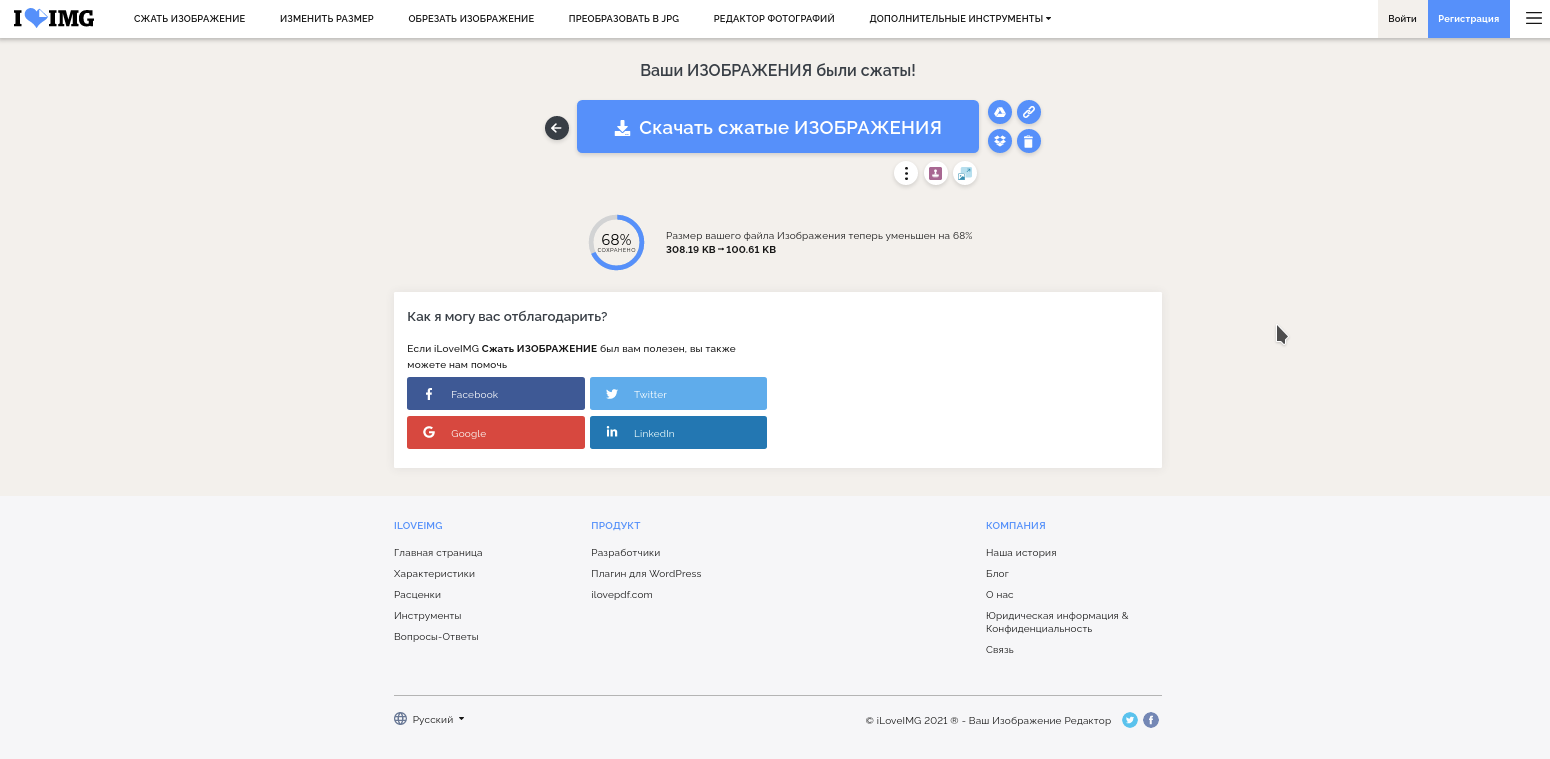 I IMG
СЖАТЬ ИЗОБРАЖЕНИЕ
ИЗМЕНИТЬ РАЗМЕР
ОБРЕЗАТЬ ИЗОБРАЖЕНИЕ
ПРЕОБРАЗОВАТЬ В JPG
РЕДАКТОР ФОТОГРАФИЙ
ДОПОЛНИТЕЛЬНЫЕ ИНСТРУМЕНТЫ
Войти
Регистрация
Ваши ИЗОБРАЖЕНИЯ были сжаты!
Скачать сжатые ИЗОБРАЖЕНИЯ
68%
СОХРАНЕНО
Размер вашего файла Изображения теперь уменьшен на 68%
308.19 KB → 100.61 KB
Как я могу вас отблагодарить?
Если iLoveIMG Сжать ИЗОБРАЖЕНИЕ был вам полезен, вы также
можете нам помочь
Facebook
Twitter
Google
LinkedIn
ILOVEIMG
Главная страница
Характеристики
Расценки
Инструменты
Вопросы-Ответы
ПРОДУКТ
Разработчики
Плагин для WordPress
ilovepdf.com
КОМПАНИЯ
Наша история
Блог
О нас
Юридическая информация &
Конфиденциальность
Связь
Русский
© iLoveIMG 2021 ® - Ваш Изображение Редактор